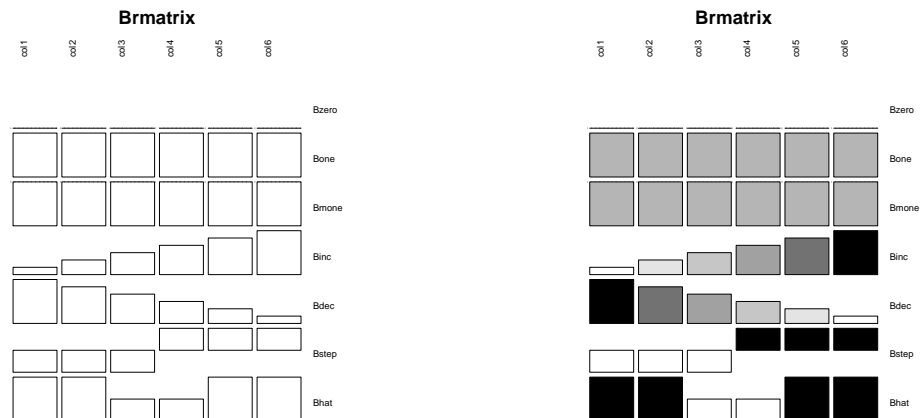 Brmatrix
col1 col2 col3 col4 col5 col6
Bzero
Bone
Bmone
Binc
Bdec
Bstep
Bhat
Brmatrix
col1 col2 col3 col4 col5 col6
Bzero
Bone
Bmone
Binc
Bdec
Bstep
Bhat